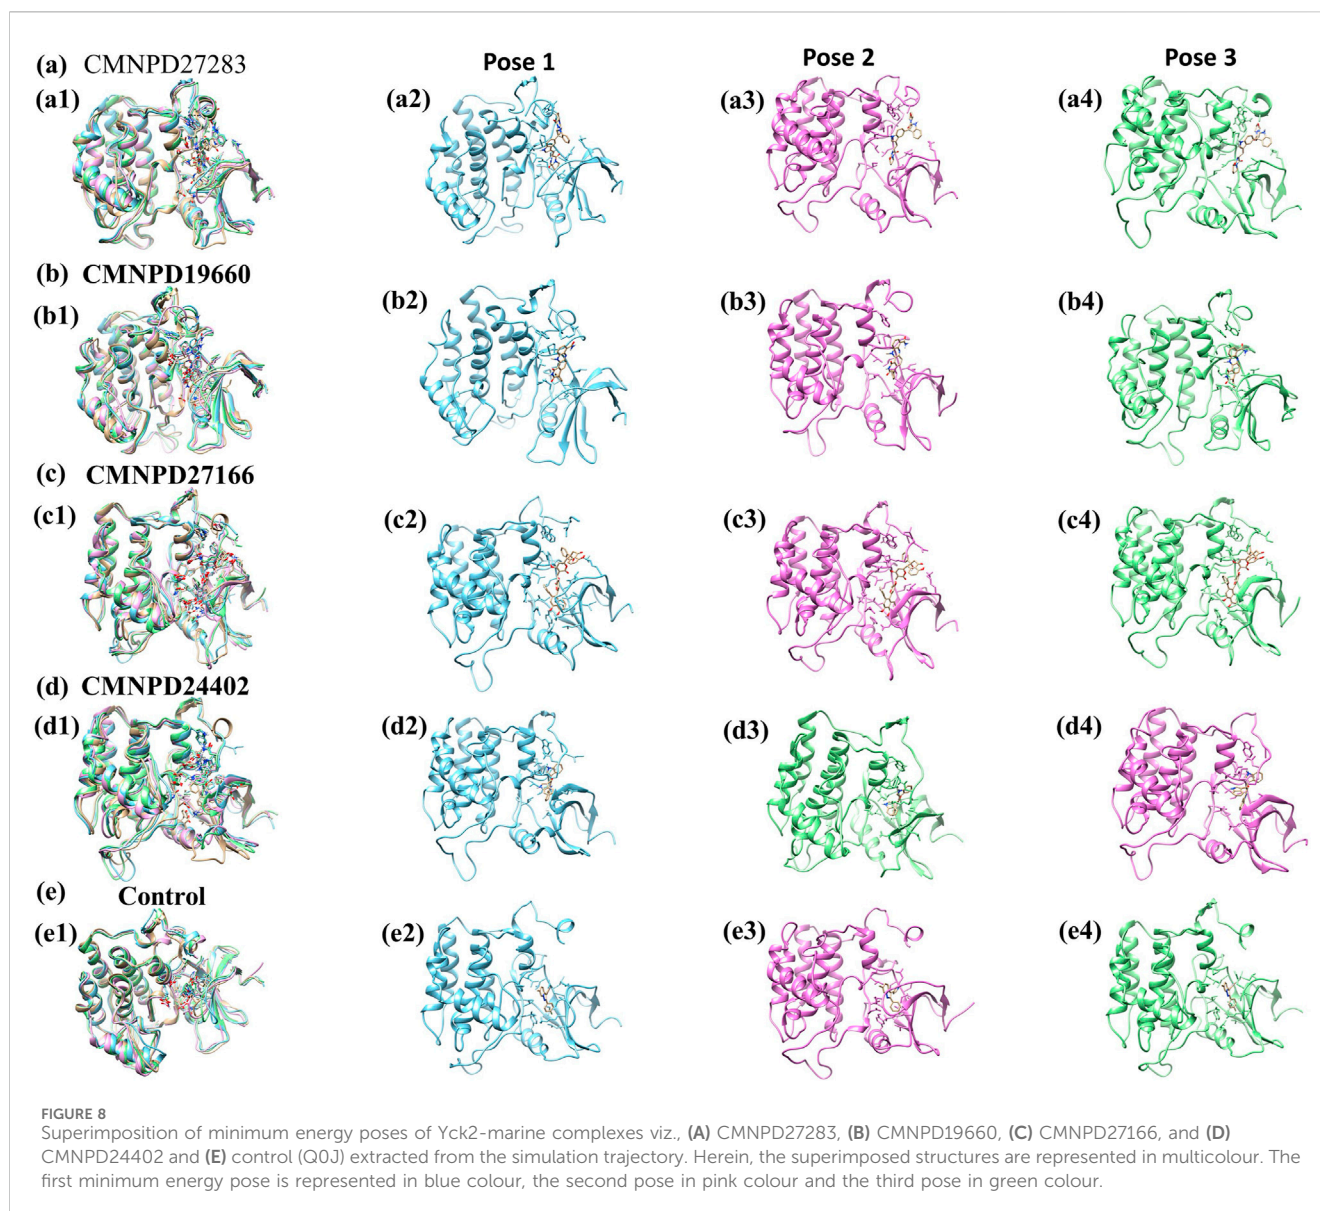 (a) CMNPD27283
Pose 1
Pose 2
Pose 3
(a1)
(a2)
(a3)
(a4)
(b) CMNPD19660
(b1)
(b2)
(b3)
(b4)
(c) CMNPD27166
(c1)
(c2)
(c3)
(c4)
(d) CMNPD24402
(d1)
(d2)
(d3)
(d4)
(e) Control
(e1)
(e2)
(e3)
(e4)
FIGURE 8
Superimposition of minimum energy poses of Yck2-marine complexes viz., (A) CMNPD27283, (B) CMNPD19660, (C) CMNPD27166, and (D)
CMNPD24402 and (E) control (Q0J) extracted from the simulation trajectory. Herein, the superimposed structures are represented in multicolour. The
first minimum energy pose is represented in blue colour, the second pose in pink colour and the third pose in green colour.